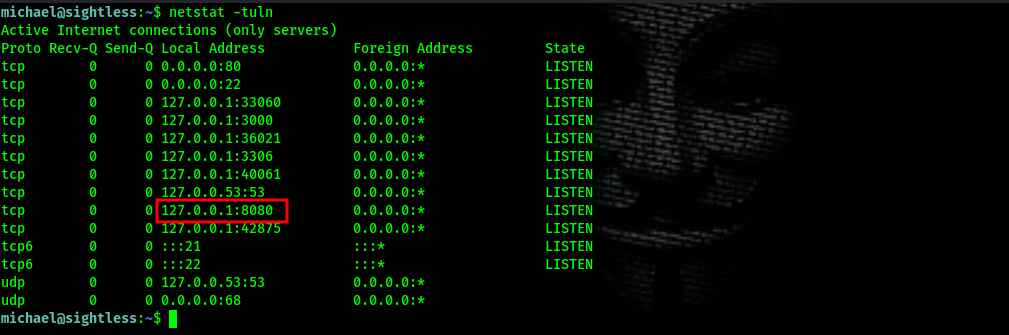 michael@sightless:~$ netstat -tuln
Active Internet connections (only servers)
Proto Recv-Q Send-Q Local Address           Foreign Address         State
tcp        0      0 0.0.0.0:80              0.0.0.0:*               LISTEN
tcp        0      0 0.0.0.0:22              0.0.0.0:*               LISTEN
tcp        0      0 127.0.0.1:33060         0.0.0.0:*               LISTEN
tcp        0      0 127.0.0.1:3000          0.0.0.0:*               LISTEN
tcp        0      0 127.0.0.1:36021         0.0.0.0:*               LISTEN
tcp        0      0 127.0.0.1:3306          0.0.0.0:*               LISTEN
tcp        0      0 127.0.0.1:40061         0.0.0.0:*               LISTEN
tcp        0      0 127.0.0.53:53           0.0.0.0:*               LISTEN
tcp        0      0 127.0.0.1:8080          0.0.0.0:*               LISTEN
tcp        0      0 127.0.0.1:42875         0.0.0.0:*               LISTEN
tcp6       0      0 :::21                   :::*                    LISTEN
tcp6       0      0 :::22                   :::*                    LISTEN
udp        0      0 127.0.0.53:53           0.0.0.0:*
udp        0      0 0.0.0.0:68              0.0.0.0:*
michael@sightless:~$